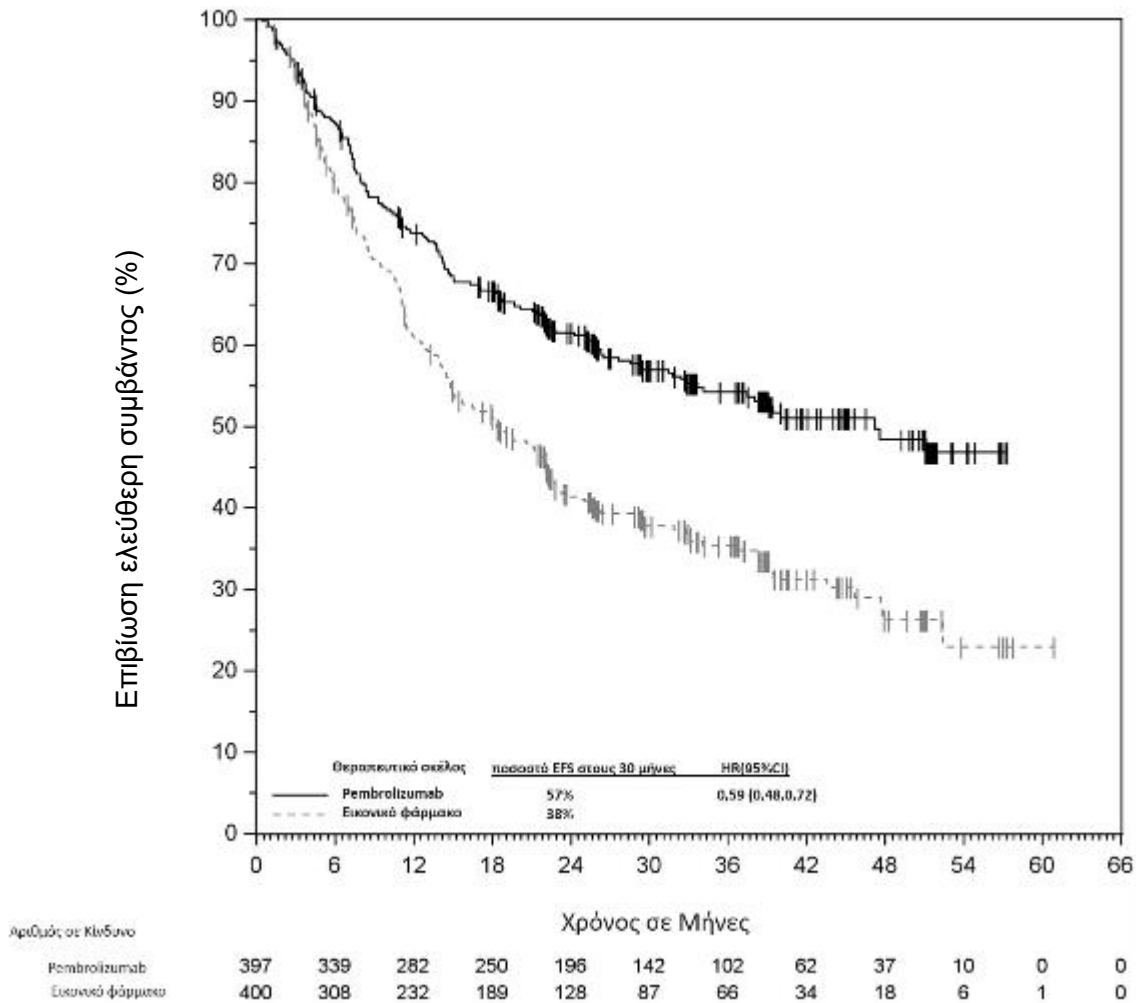 Επιβίωση ελεύθερη συμβάντος (%)
100
90
80
70
60
50
40
30
20
10
0
Θεραπευτικό σκέλος ποσοστό EFS στους 30 μήνες HR(95%CI)
Pembrolizumab 57% 0,59 (0,48,0,72)
Εικονικό φάρμακο 38%
0 6 12 18 24 30 36 42 48 54 60 66
Χρόνος σε Μήνες
Αριθμός σε Κίνδυνο
Pembrolizumab 397 339 282 250 196 142 102 62 37 10 0 0
Εικονικό φάρμακο 400 308 232 189 128 87 66 34 18 6 1 0